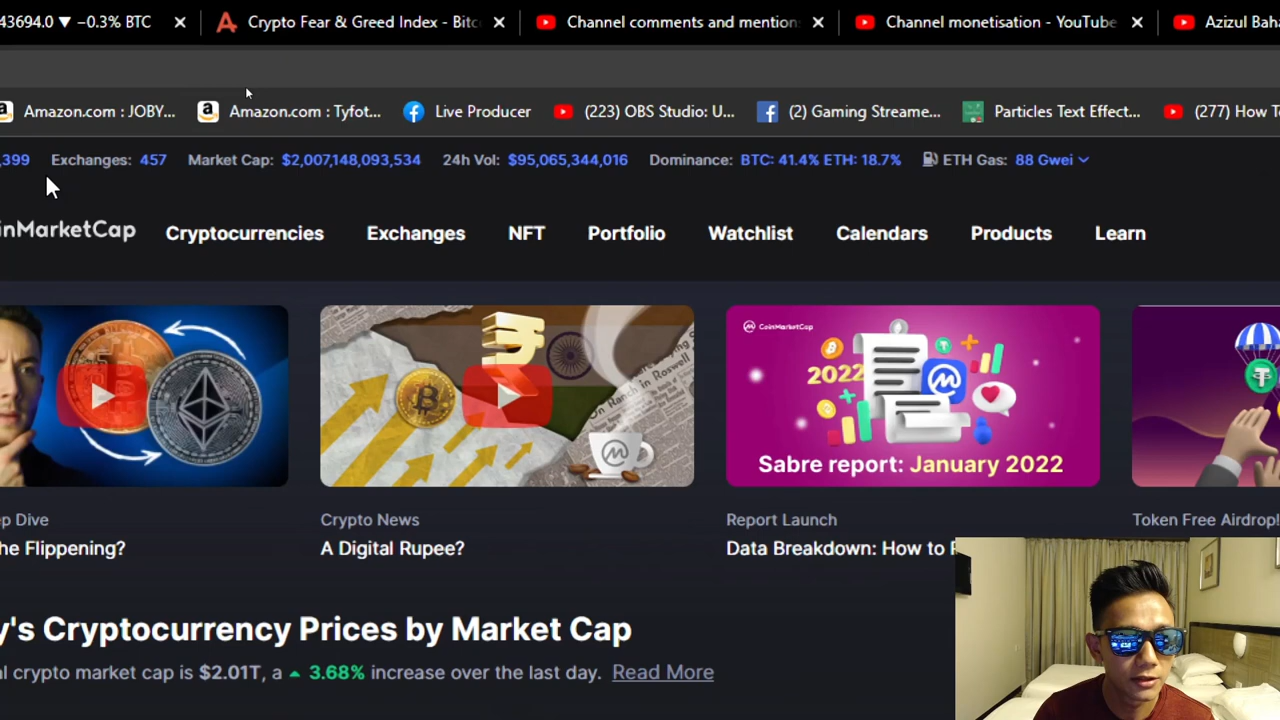 43694.0 ▼ −0.3% BTC
Crypto Fear & Greed Index - Bitc
Channel comments and mention
Channel monetisation - YouTube
Azizul Baha
Amazon.com : JOBY...
Amazon.com : Tyfot...
Live Producer
(223) OBS Studio: U...
(2) Gaming Streame...
Particles Text Effect...
(277) How T
,399 Exchanges: 457 Market Cap: $2,007,148,093,534 24h Vol: $95,065,344,016 Dominance: BTC: 41.4% ETH: 18.7% ETH Gas: 88 Gwei
inMarketCap
Cryptocurrencies Exchanges NFT Portfolio Watchlist Calendars Products Learn
On Ranch in Roswell
CoinMarketCap
2022
Sabre report: January 2022
p Dive
he Flippening?
Crypto News
A Digital Rupee?
Report Launch
Data Breakdown: How to
Token Free Airdrop!
y's Cryptocurrency Prices by Market Cap
al crypto market cap is $2.01T, a ▲ 3.68% increase over the last day. Read More